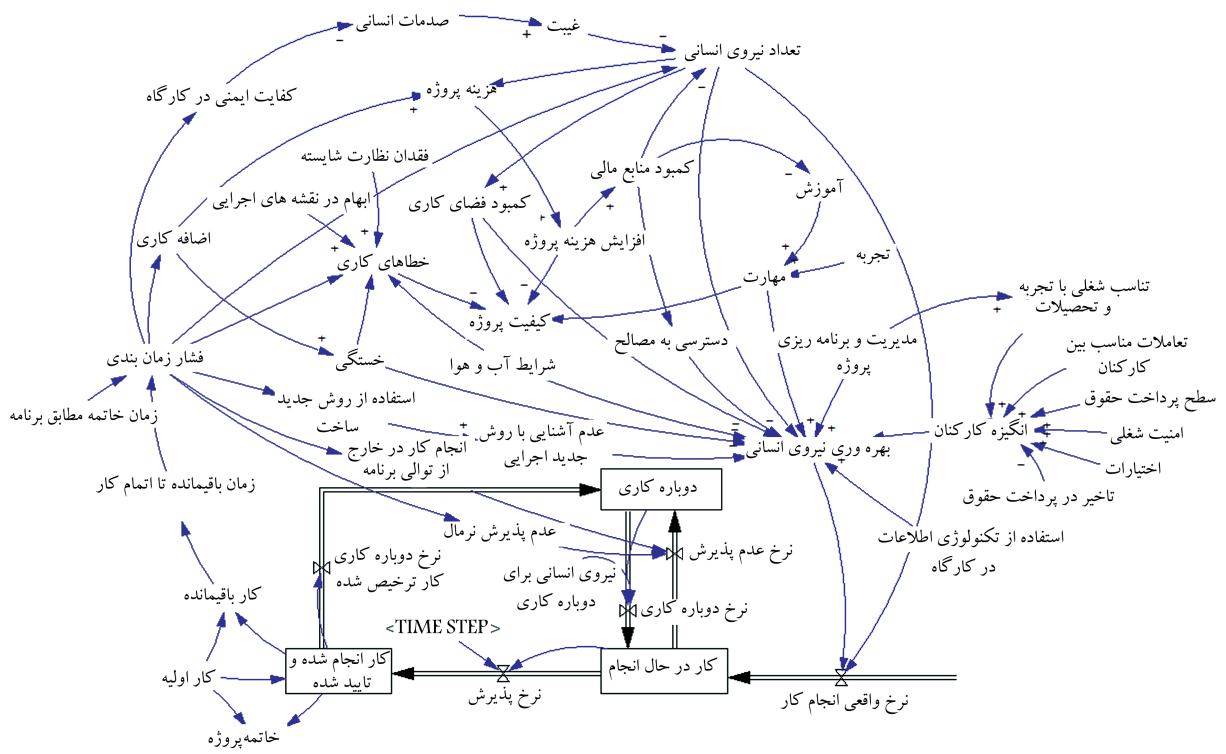 صدمات انسانی
غیبت
تعداد نیروی انسانی
کفایت ایمنی در کارگاه
هزینه پروژه
فقدان نظارت شایسته
کمبود منابع مالی
آموزش
ابهام در نقشه های اجرایی
کمبود فضای کاری
اضافه کاری
افزایش هزینه پروژه
خطاهای کاری
تجربه
مهارت
تناسب شغلی با تجربه
و تحصیلات
کیفیت پروژه
دسترسی به مصالح
مدیریت و برنامه ریزی
پروژه
تعاملات مناسب بین
کارکنان
فشار زمان بندی
خستگی
شرایط آب و هوا
سطح پرداخت حقوق
زمان خاتمه مطابق برنامه
استفاده از روش جدید
ساخت
عدم آشنایی با روش
جدید اجرایی
انگیزه کارکنان
امنیت شغلی
انجام کار در خارج
از توالی برنامه
بهره وری نیروی انسانی
اختیارات
تاخیر در پرداخت حقوق
زمان باقیمانده تا اتمام کار
دوباره کاری
عدم پذیرش نرمال
نرخ عدم پذیرش
استفاده از تکنولوژی اطلاعات
در کارگاه
نرخ دوباره کاری
کار ترخیص شده
نیروی انسانی برای
دوباره کاری
نرخ دوباره کاری
کار باقیمانده
<TIME STEP>
کار انجام شده و
تایید شده
کار در حال انجام
کار اولیه
نرخ پذیرش
نرخ واقعی انجام کار
خاتمه پروژه